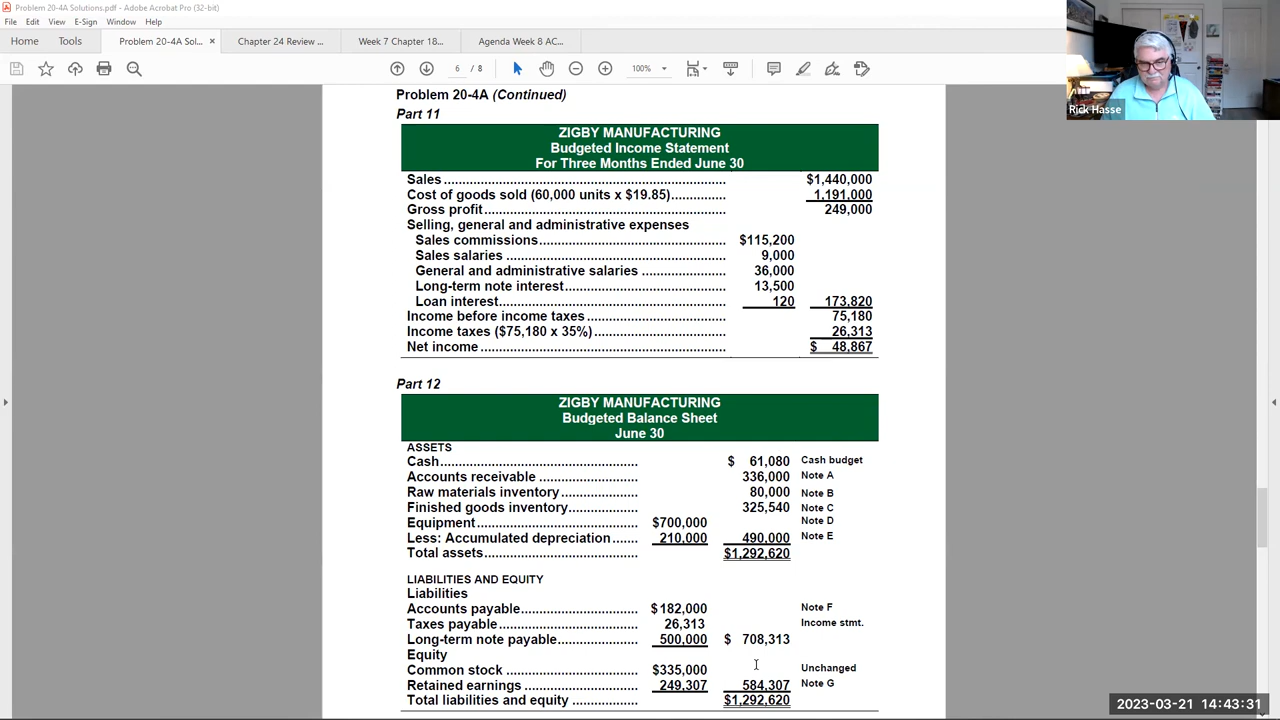 Problem 20-4A Solutions.pdf - Adobe Acrobat Pro (32-bit)
File Edit View E-Sign Window Help
Home Tools Problem 20-4A Sol... × Chapter 24 Review ... Week 7 Chapter 18... Agenda Week 8 AC...
6 / 8 100%
Rick Hasse
Problem 20-4A (Continued)
Part 11
ZIGBY MANUFACTURING
Budgeted Income Statement
For Three Months Ended June 30
Sales $1,440,000
Cost of goods sold (60,000 units x $19.85) 1,191,000
Gross profit 249,000
Selling, general and administrative expenses
Sales commissions $115,200
Sales salaries 9,000
General and administrative salaries 36,000
Long-term note interest 13,500
Loan interest 120 173,820
Income before income taxes 75,180
Income taxes ($75,180 x 35%) 26,313
Net income $ 48,867
Part 12
ZIGBY MANUFACTURING
Budgeted Balance Sheet
June 30
ASSETS
Cash $ 61,080 Cash budget
Accounts receivable 336,000 Note A
Raw materials inventory 80,000 Note B
Finished goods inventory 325,540 Note C
Equipment $700,000 Note D
Less: Accumulated depreciation 210,000 490,000 Note E
Total assets $1,292,620
LIABILITIES AND EQUITY
Liabilities
Accounts payable $182,000 Note F
Taxes payable 26,313 Income stmt.
Long-term note payable 500,000 $ 708,313
Equity
Common stock $335,000 Unchanged
Retained earnings 249,307 584,307 Note G
Total liabilities and equity $1,292,620
2023-03-21 14:43:31